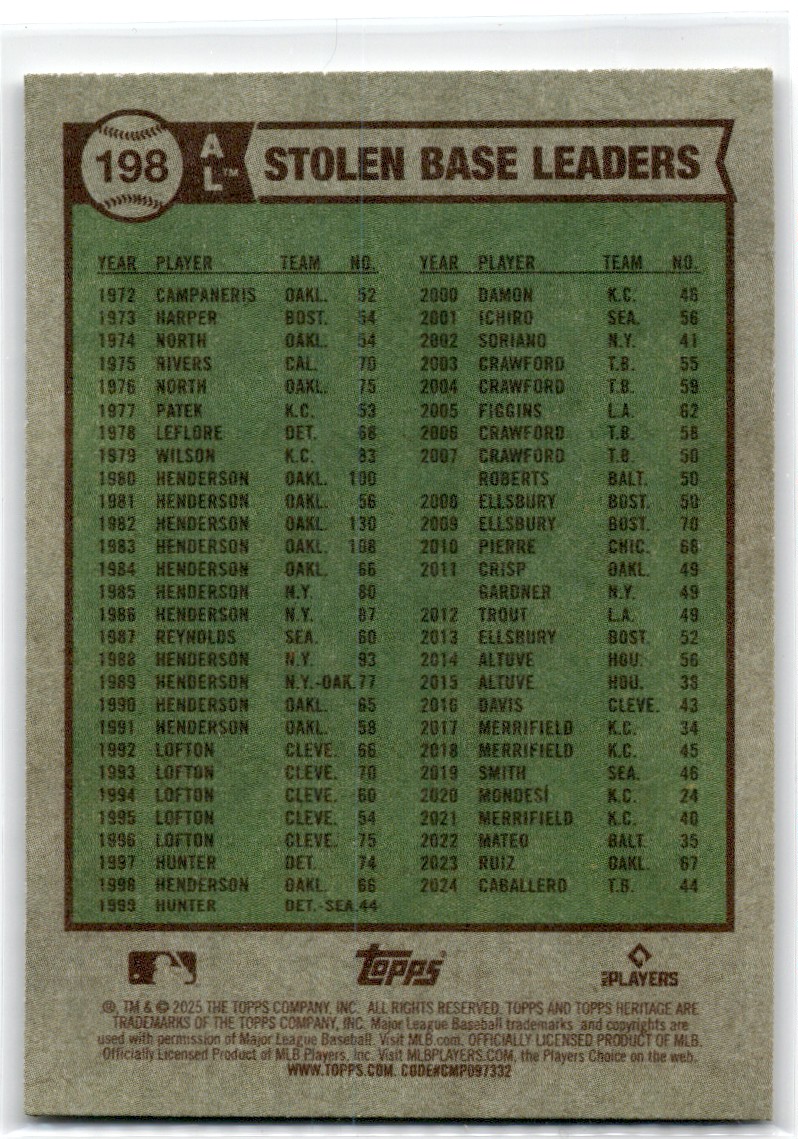 198 AL™ STOLEN BASE LEADERS
YEAR PLAYER TEAM NO.
1972 CAMPANERIS OAKL. 52
1973 HARPER BOST. 54
1974 NORTH OAKL. 54
1975 RIVERS CAL. 70
1976 NORTH OAKL. 75
1977 PATEK K.C. 53
1978 LEFLORE DET. 68
1979 WILSON K.C. 83
1980 HENDERSON OAKL. 100
1981 HENDERSON OAKL. 56
1982 HENDERSON OAKL. 130
1983 HENDERSON OAKL. 108
1984 HENDERSON OAKL. 66
1985 HENDERSON N.Y. 80
1986 HENDERSON N.Y. 87
1987 REYNOLDS SEA. 60
1988 HENDERSON N.Y. 93
1989 HENDERSON N.Y.-OAK. 77
1990 HENDERSON OAKL. 65
1991 HENDERSON OAKL. 58
1992 LOFTON CLEVE. 66
1993 LOFTON CLEVE. 70
1994 LOFTON CLEVE. 60
1995 LOFTON CLEVE. 54
1996 LOFTON CLEVE. 75
1997 HUNTER DET. 74
1998 HENDERSON OAKL. 66
1999 HUNTER DET.-SEA. 44
YEAR PLAYER TEAM NO.
2000 DAMON K.C. 46
2001 ICHIRO SEA. 56
2002 SORIANO N.Y. 41
2003 CRAWFORD T.B. 55
2004 CRAWFORD T.B. 59
2005 FIGGINS L.A. 62
2006 CRAWFORD T.B. 58
2007 CRAWFORD T.B. 50
ROBERTS BALT. 50
2008 ELLSBURY BOST. 50
2009 ELLSBURY BOST. 70
2010 PIERRE CHIC. 68
2011 CRISP OAKL. 49
GARDNER N.Y. 49
2012 TROUT L.A. 49
2013 ELLSBURY BOST. 52
2014 ALTUVE HOU. 56
2015 ALTUVE HOU. 38
2016 DAVIS CLEVE. 43
2017 MERRIFIELD K.C. 34
2018 MERRIFIELD K.C. 45
2019 SMITH SEA. 46
2020 MONDESÍ K.C. 24
2021 MERRIFIELD K.C. 40
2022 MATEO BALT. 35
2023 RUIZ OAKL. 67
2024 CABALLERO T.B. 44
Topps
MLB PLAYERS
®, TM & © 2025 THE TOPPS COMPANY, INC. ALL RIGHTS RESERVED. TOPPS AND TOPPS HERITAGE ARE
TRADEMARKS OF THE TOPPS COMPANY, INC. Major League Baseball trademarks and copyrights are
used with permission of Major League Baseball. Visit MLB.com. OFFICIALLY LICENSED PRODUCT OF MLB.
Officially Licensed Product of MLB Players, Inc. Visit MLBPLAYERS.COM, the Players Choice on the web.
WWW.TOPPS.COM. CODE#CMP097332